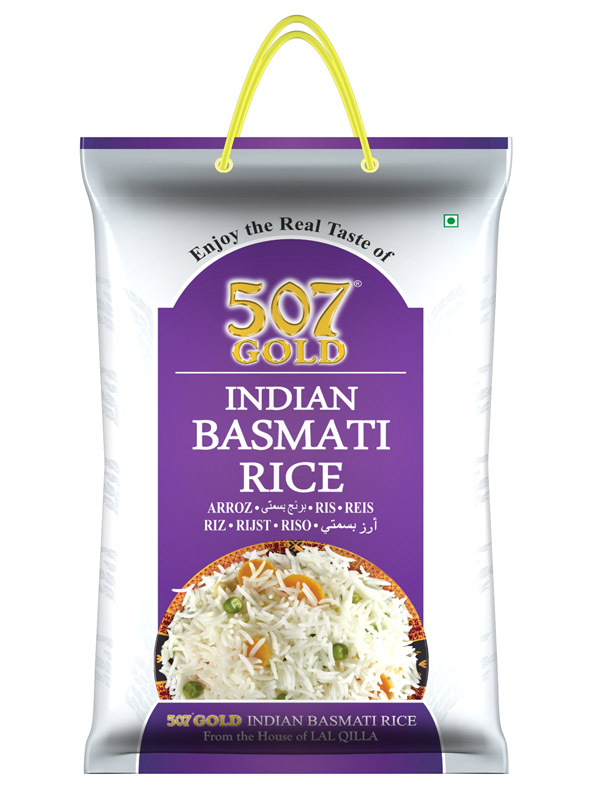 Enjoy the Real Taste of
507®
GOLD
INDIAN
BASMATI
RICE
ARROZ • برنج بسمتی • RIS • REIS
RIZ • RIJST • RISO • أرز بسمتي
507® GOLD INDIAN BASMATI RICE
From the House of LAL QILLA